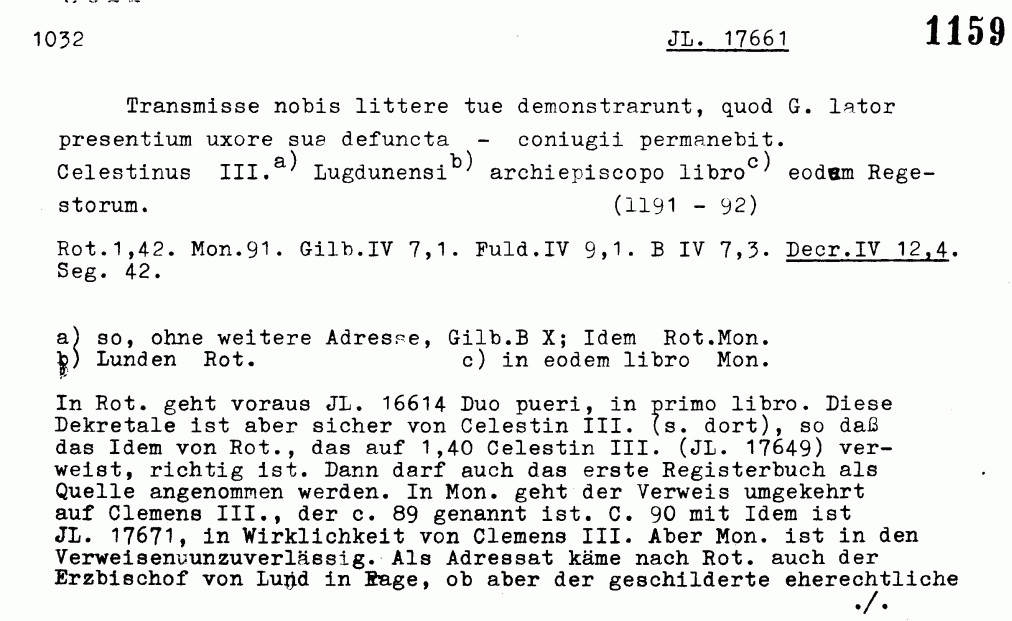 1032 JL. 17661 1159
Transmisse nobis littere tue demonstrarunt, quod G. lator
presentium uxore sua defuncta - coniugii permanebit.
Celestinus III.a) Lugdunensib) archiepiscopo libroc) eodem Rege-
storum. (1191 - 92)
Rot.1,42. Mon.91. Gilb.IV 7,1. Fuld.IV 9,1. B IV 7,3. Decr.IV 12,4.
Seg. 42.
a) so, ohne weitere Adresse, Gilb.B X; Idem Rot.Mon.
b) Lunden Rot. c) in eodem libro Mon.
In Rot. geht voraus JL. 16614 Duo pueri, in primo libro. Diese
Dekretale ist aber sicher von Celestin III. (s. dort), so daß
das Idem von Rot., das auf 1,40 Celestin III. (JL. 17649) ver-
weist, richtig ist. Dann darf auch das erste Registerbuch als
Quelle angenommen werden. In Mon. geht der Verweis umgekehrt
auf Clemens III., der c. 89 genannt ist. C. 90 mit Idem ist
JL. 17671, in Wirklichkeit von Clemens III. Aber Mon. ist in den
Verweisenuunzuverlässig. Als Adressat käme nach Rot. auch der
Erzbischof von Lund in Frage, ob aber der geschilderte eherechtliche
./.